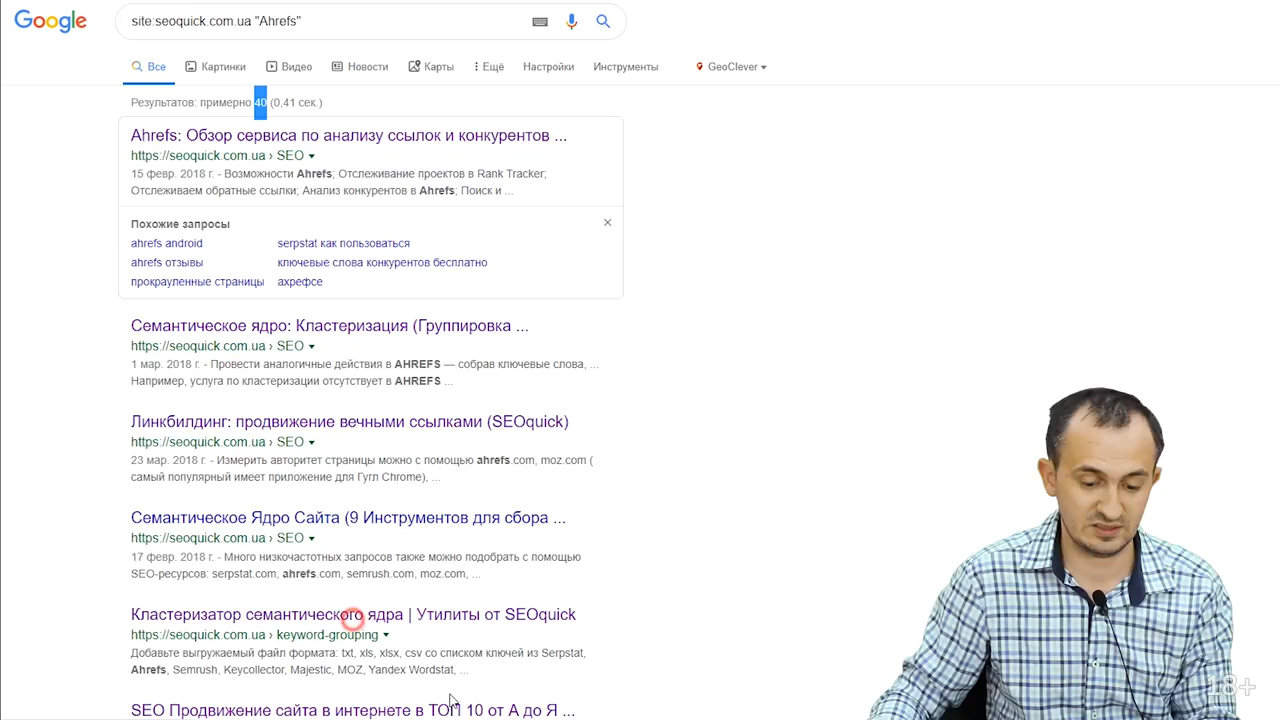 Google
site:seoquick.com.ua "Ahrefs"
Все Картинки Видео Новости Карты Ещё Настройки Инструменты GeoClever
Результатов: примерно 40 (0,41 сек.)
Ahrefs: Обзор сервиса по анализу ссылок и конкурентов ...
https://seoquick.com.ua › SEO
15 февр. 2018 г. - Возможности Ahrefs; Отслеживание проектов в Rank Tracker;
Отслеживаем обратные ссылки; Анализ конкурентов в Ahrefs; Поиск и ...
Похожие запросы
ahrefs android serpstat как пользоваться
ahrefs отзывы ключевые слова конкурентов бесплатно
прокрауленные страницы ахрефсе
Семантическое ядро: Кластеризация (Группировка ...
https://seoquick.com.ua › SEO
1 мар. 2018 г. - Провести аналогичные действия в AHREFS — собрав ключевые слова, ...
Например, услуга по кластеризации отсутствует в AHREFS ...
Линкбилдинг: продвижение вечными ссылками (SEOquick)
https://seoquick.com.ua › SEO
23 мар. 2018 г. - Измерить авторитет страницы можно с помощью ahrefs.com, moz.com (
самый популярный имеет приложение для Гугл Chrome), ...
Семантическое Ядро Сайта (9 Инструментов для сбора ...
https://seoquick.com.ua › SEO
17 февр. 2018 г. - Много низкочастотных запросов также можно подобрать с помощью
SEO-ресурсов: serpstat.com, ahrefs.com, semrush.com, moz.com, ...
Кластеризатор семантического ядра | Утилиты от SEOquick
https://seoquick.com.ua › keyword-grouping
Добавьте выгружаемый файл формата: txt, xls, xlsx, csv со списком ключей из Serpstat,
Ahrefs, Semrush, Keycollector, Majestic, MOZ, Yandex Wordstat, ...
SEO Продвижение сайта в интернете в ТОП 10 от А до Я ...
18+